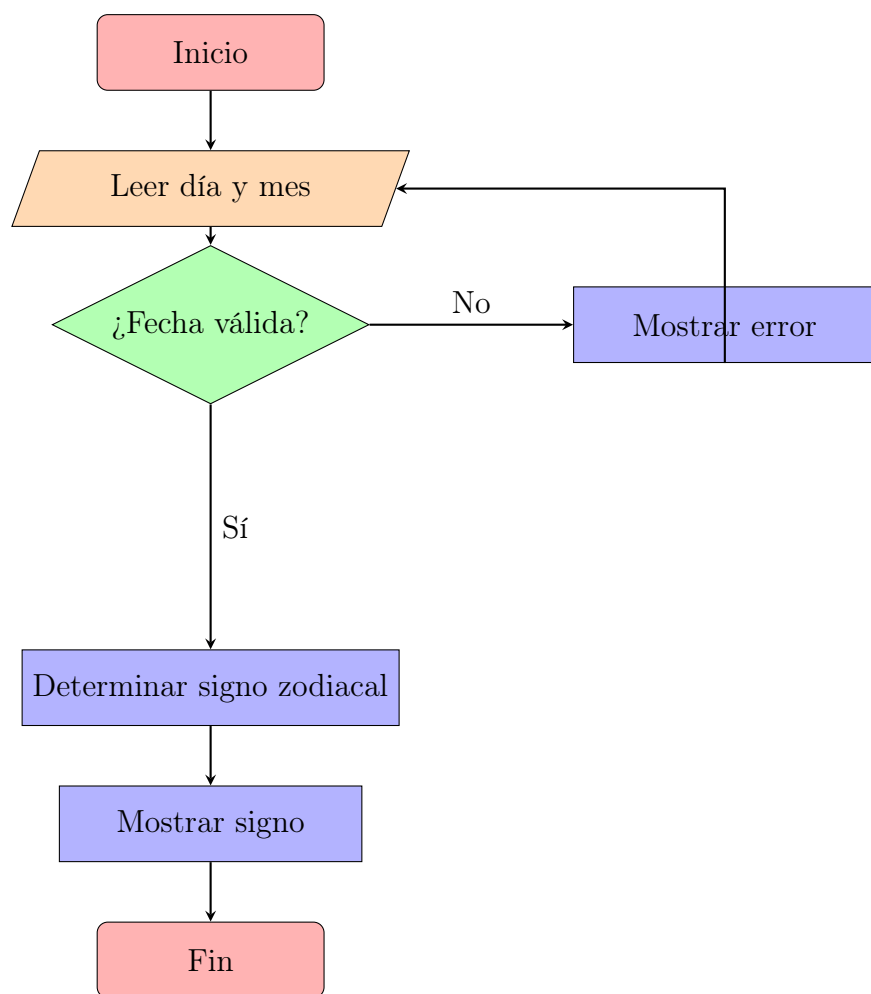 Inicio
Leer día y mes
¿Fecha válida?
No
Mostrar error
Sí
Determinar signo zodiacal
Mostrar signo
Fin